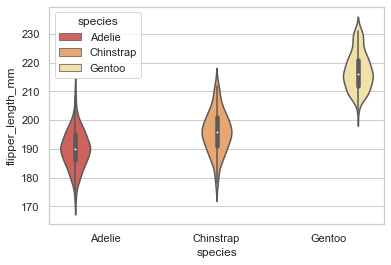 species
Adelie
Chinstrap
Gentoo
flipper_length_mm
230
220
210
200
190
180
170
Adelie
Chinstrap
Gentoo
species